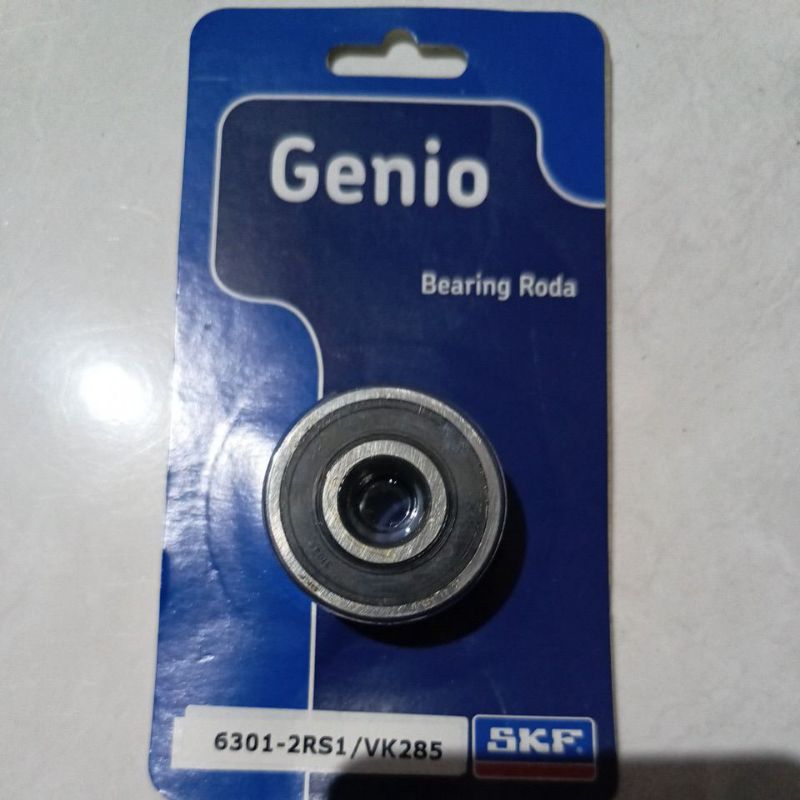 Genio
Bearing Roda
6301-2RS1/VK285
SKF